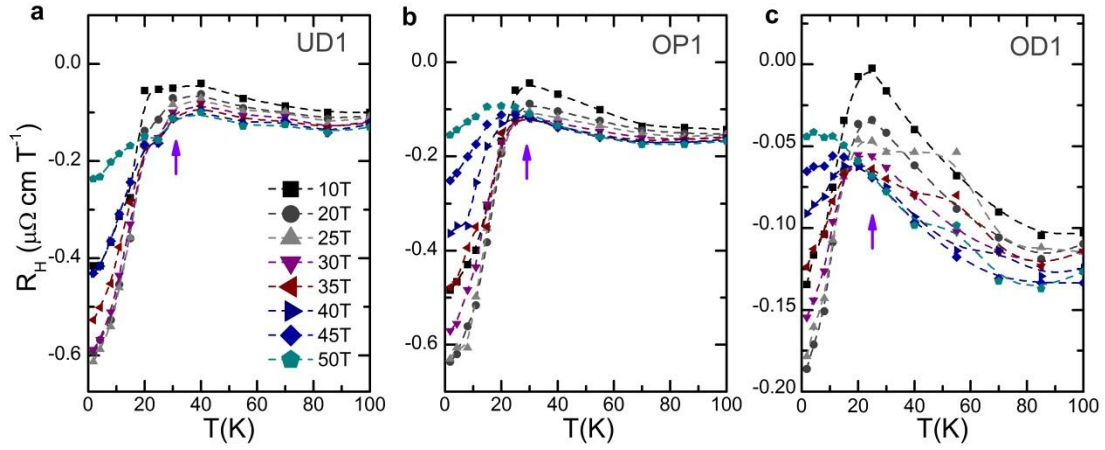 a
UD1
b
OP1
c
OD1
R_H (μΩ cm T⁻¹)
0.0
-0.2
-0.4
-0.6
10T
20T
25T
30T
35T
40T
45T
50T
0 20 40 60 80 100
T(K)
0.0
-0.2
-0.4
-0.6
0 20 40 60 80 100
T(K)
0.00
-0.05
-0.10
-0.15
-0.20
0 20 40 60 80 100
T(K)